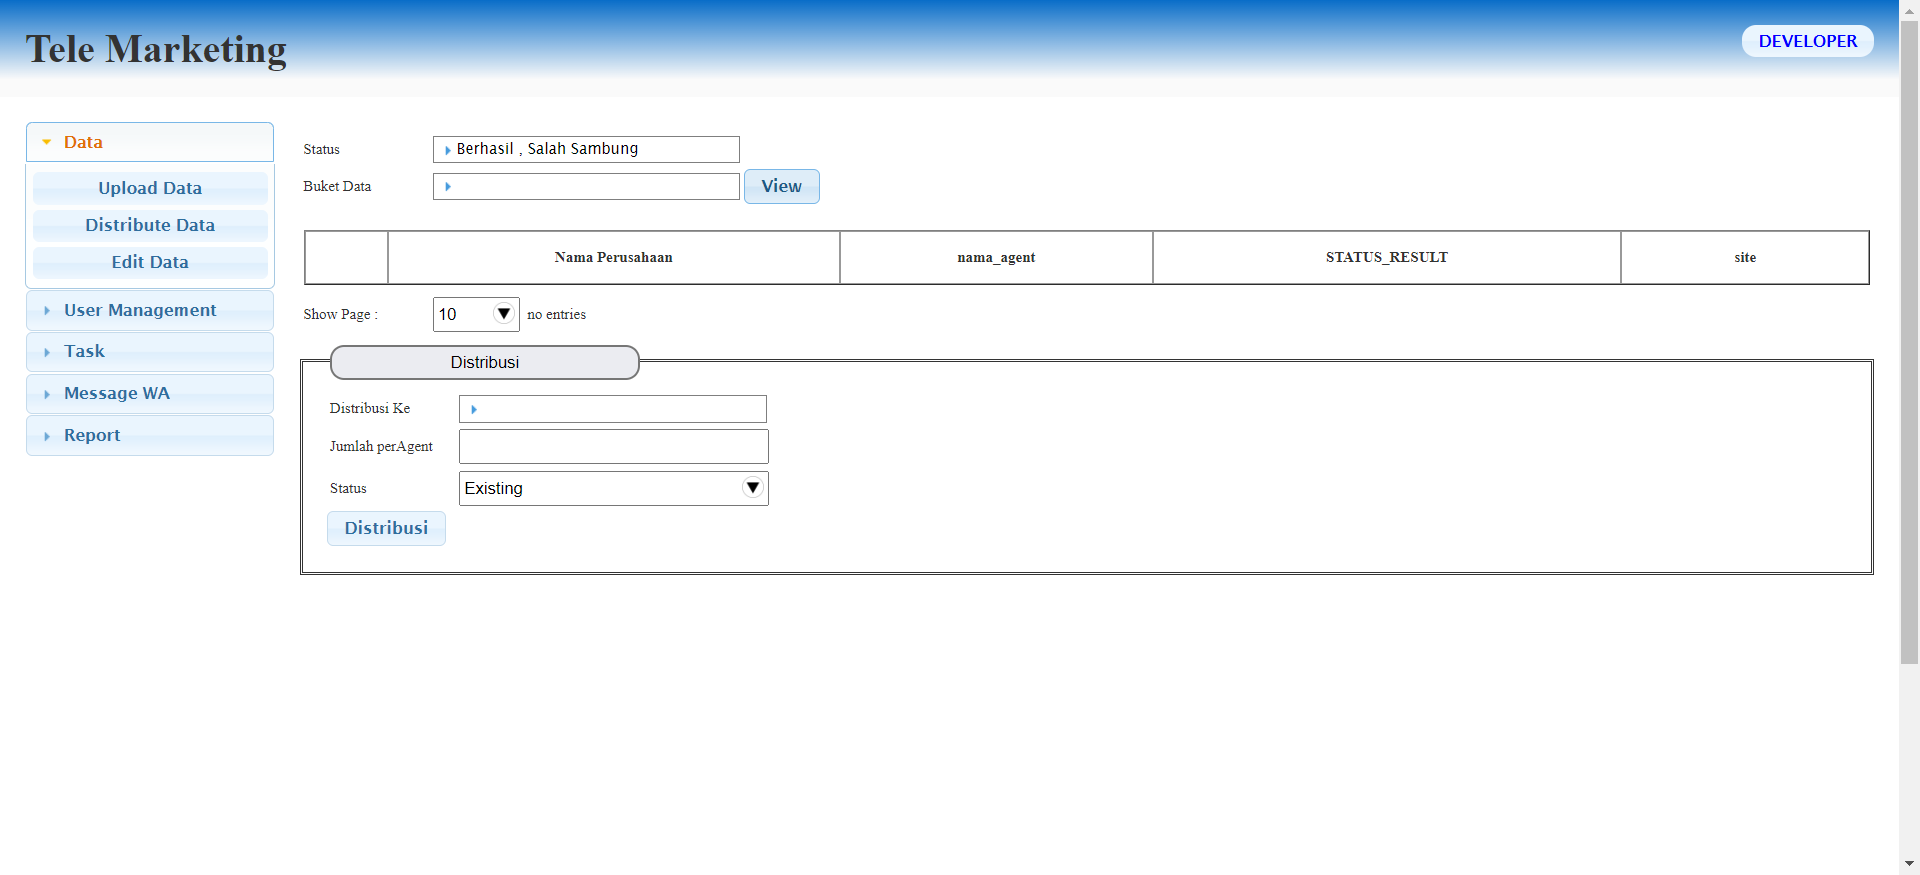 Tele Marketing
DEVELOPER
Data
Upload Data
Distribute Data
Edit Data
User Management
Task
Message WA
Report
Status
Berhasil , Salah Sambung
Buket Data
View
Nama Perusahaan nama_agent STATUS_RESULT site
Show Page : 10 no entries
Distribusi
Distribusi Ke
Jumlah perAgent
Status Existing
Distribusi